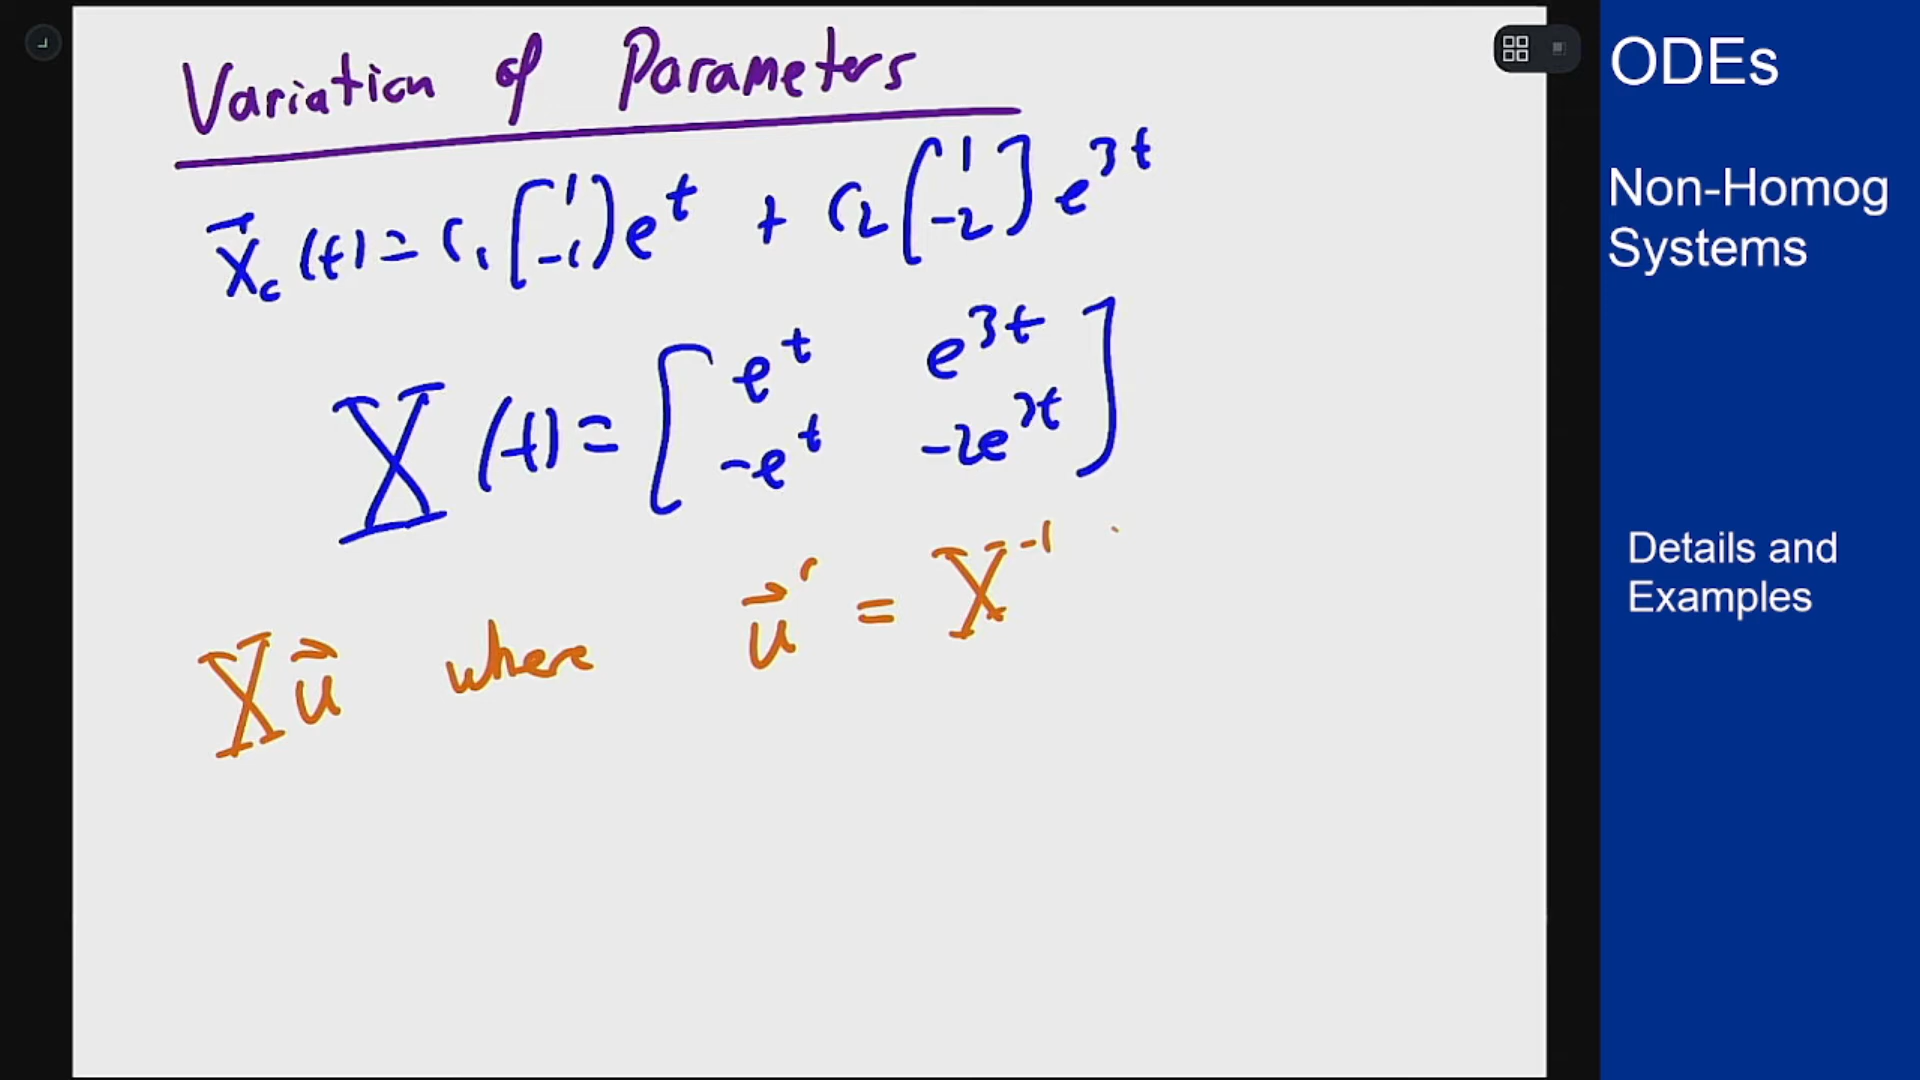 Variation of Parameters
x⃗_c(t) = c₁ [1 -1] e^t + c₂ [1 -2] e^{3t}
X(t) = [e^t e^{3t}
-e^t -2e^{3t}]
X u⃗ where u⃗' = X^{-1}
ODEs
Non-Homog
Systems
Details and
Examples